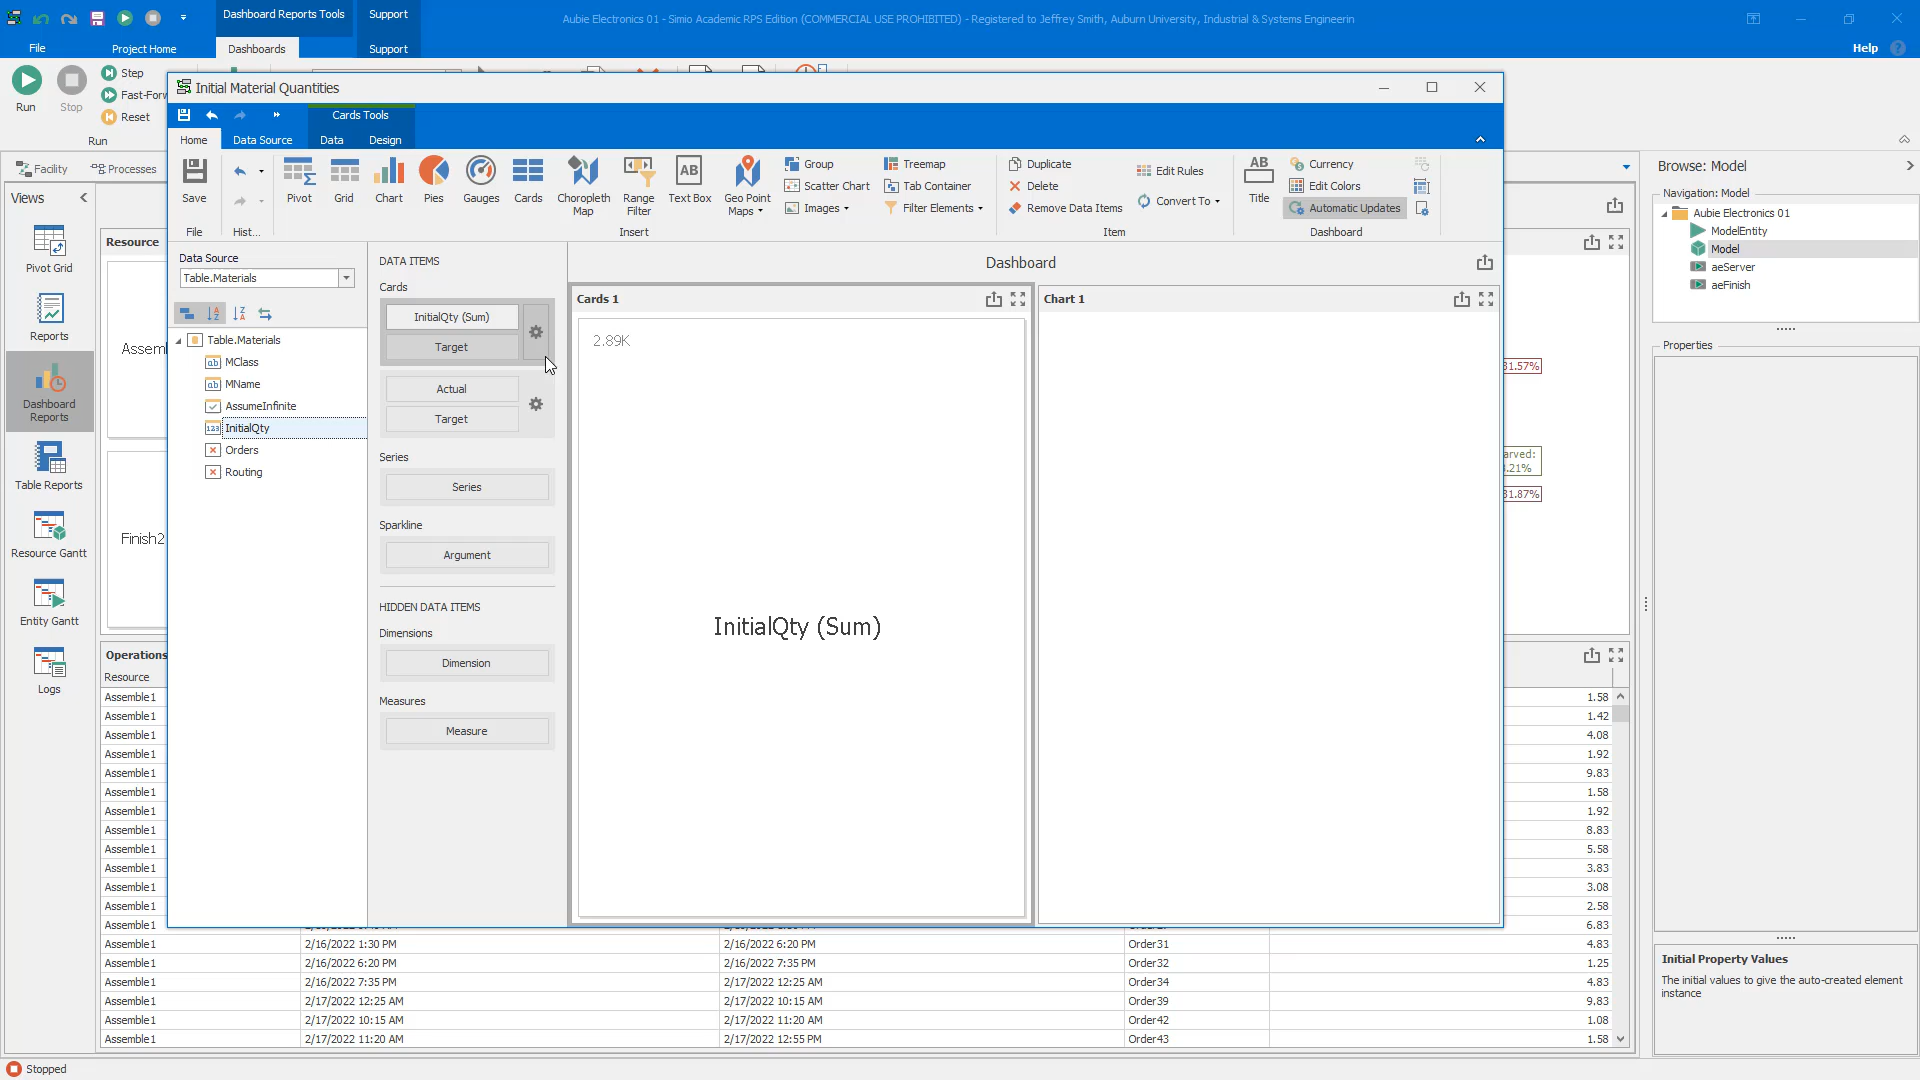 Dashboard Reports Tools
Support
Aubie Electronics 01 - Simio Academic RPS Edition (COMMERCIAL USE PROHIBITED) - Registered to Jeffrey Smith, Auburn University, Industrial & Systems Engineerin
File
Project Home
Dashboards
Support
Help
Run
Stop
Step
Fast-Forw
Reset
Run
Initial Material Quantities
Cards Tools
Home
Data Source
Data
Design
Save
File
Hist...
Pivot
Grid
Chart
Pies
Gauges
Cards
Choropleth Map
Range Filter
Text Box
Geo Point Maps
Group
Scatter Chart
Images
Treemap
Tab Container
Filter Elements
Insert
Duplicate
Delete
Remove Data Items
Edit Rules
Convert To
Item
Title
Currency
Edit Colors
Automatic Updates
Dashboard
Facility
Processes
Views
Pivot Grid
Reports
Dashboard Reports
Table Reports
Resource Gantt
Entity Gantt
Logs
Resource
Assembl
Finish2
Data Source
Table.Materials
Table.Materials
MClass
MName
AssumeInfinite
InitialQty
Orders
Routing
DATA ITEMS
Cards
InitialQty (Sum)
Target
Actual
Target
Series
Series
Sparkline
Argument
HIDDEN DATA ITEMS
Dimensions
Dimension
Measures
Measure
Dashboard
Cards 1
2.89K
InitialQty (Sum)
Chart 1
31.57%
arved:
.21%
31.87%
Browse: Model
Navigation: Model
Aubie Electronics 01
ModelEntity
Model
aeServer
aeFinish
Properties
Initial Property Values
The initial values to give the auto-created element instance
Operations
Resource
Assemble1 1.58
Assemble1 1.42
Assemble1 4.08
Assemble1 1.92
Assemble1 9.83
Assemble1 1.58
Assemble1 1.92
Assemble1 8.83
Assemble1 5.58
Assemble1 3.83
Assemble1 3.08
Assemble1 2.58
Assemble1 6.83
Assemble1 2/16/2022 1:30 PM 2/16/2022 6:20 PM Order31 4.83
Assemble1 2/16/2022 6:20 PM 2/16/2022 7:35 PM Order32 1.25
Assemble1 2/16/2022 7:35 PM 2/17/2022 12:25 AM Order34 4.83
Assemble1 2/17/2022 12:25 AM 2/17/2022 10:15 AM Order39 9.83
Assemble1 2/17/2022 10:15 AM 2/17/2022 11:20 AM Order42 1.08
Assemble1 2/17/2022 11:20 AM 2/17/2022 12:55 PM Order43 1.58
Stopped